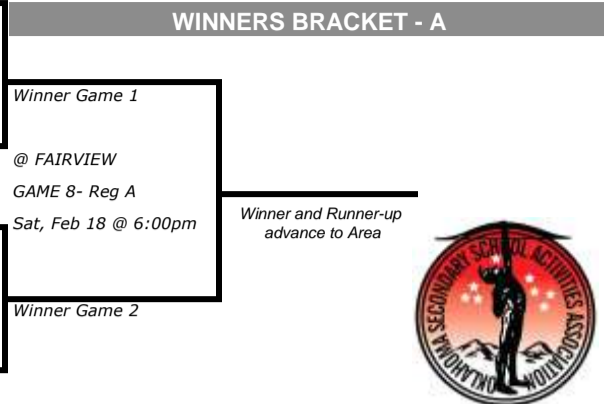 WINNERS BRACKET - A
Winner Game 1
@ FAIRVIEW
GAME 8- Reg A
Sat, Feb 18 @ 6:00pm
Winner and Runner-up
advance to Area
Winner Game 2
OKLAHOMA SECONDARY SCHOOL ACTIVITIES ASSOCIATION